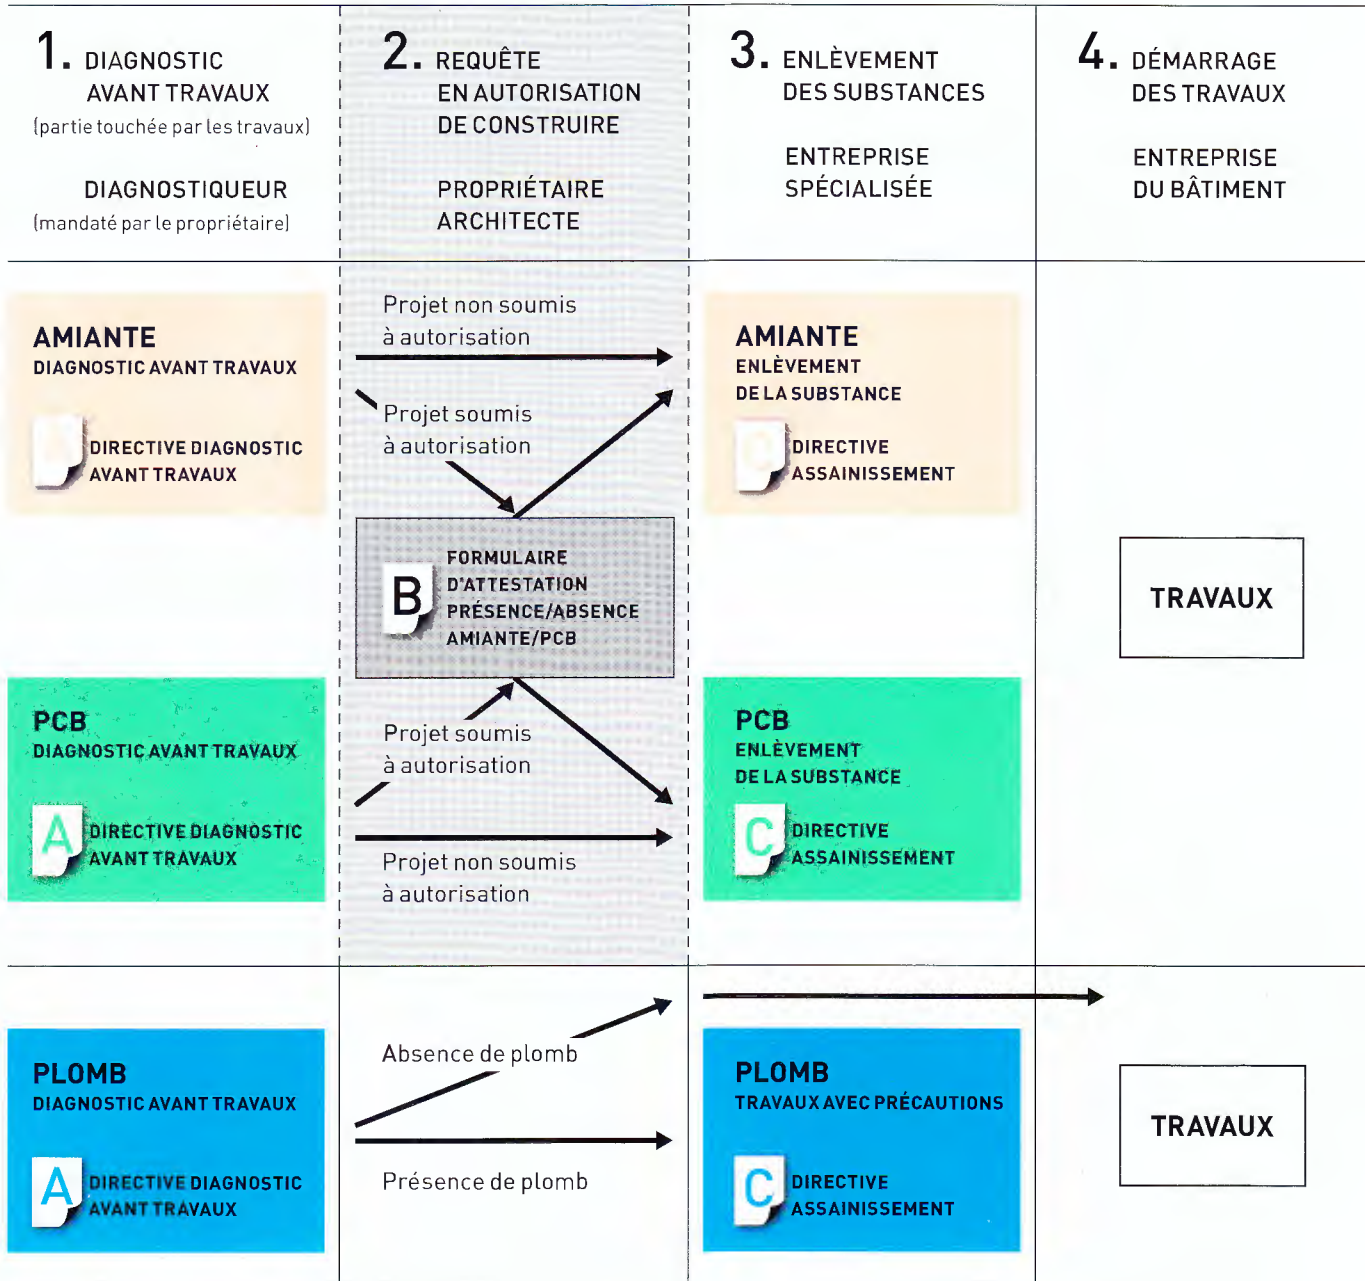 1. DIAGNOSTIC
AVANT TRAVAUX
(partie touchée par les travaux)
DIAGNOSTIQUEUR
(mandaté par le propriétaire)
2. REQUÊTE
EN AUTORISATION
DE CONSTRUIRE
PROPRIÉTAIRE
ARCHITECTE
3. ENLÈVEMENT
DES SUBSTANCES
ENTREPRISE
SPÉCIALISÉE
4. DÉMARRAGE
DES TRAVAUX
ENTREPRISE
DU BÂTIMENT
AMIANTE
DIAGNOSTIC AVANT TRAVAUX
A DIRECTIVE DIAGNOSTIC
AVANT TRAVAUX
Projet non soumis
à autorisation
Projet soumis
à autorisation
AMIANTE
ENLÈVEMENT
DE LA SUBSTANCE
C DIRECTIVE
ASSAINISSEMENT
B FORMULAIRE
D'ATTESTATION
PRÉSENCE/ABSENCE
AMIANTE/PCB
TRAVAUX
PCB
DIAGNOSTIC AVANT TRAVAUX
A DIRECTIVE DIAGNOSTIC
AVANT TRAVAUX
Projet soumis
à autorisation
Projet non soumis
à autorisation
PCB
ENLÈVEMENT
DE LA SUBSTANCE
C DIRECTIVE
ASSAINISSEMENT
PLOMB
DIAGNOSTIC AVANT TRAVAUX
A DIRECTIVE DIAGNOSTIC
AVANT TRAVAUX
Absence de plomb
Présence de plomb
PLOMB
TRAVAUX AVEC PRÉCAUTIONS
C DIRECTIVE
ASSAINISSEMENT
TRAVAUX